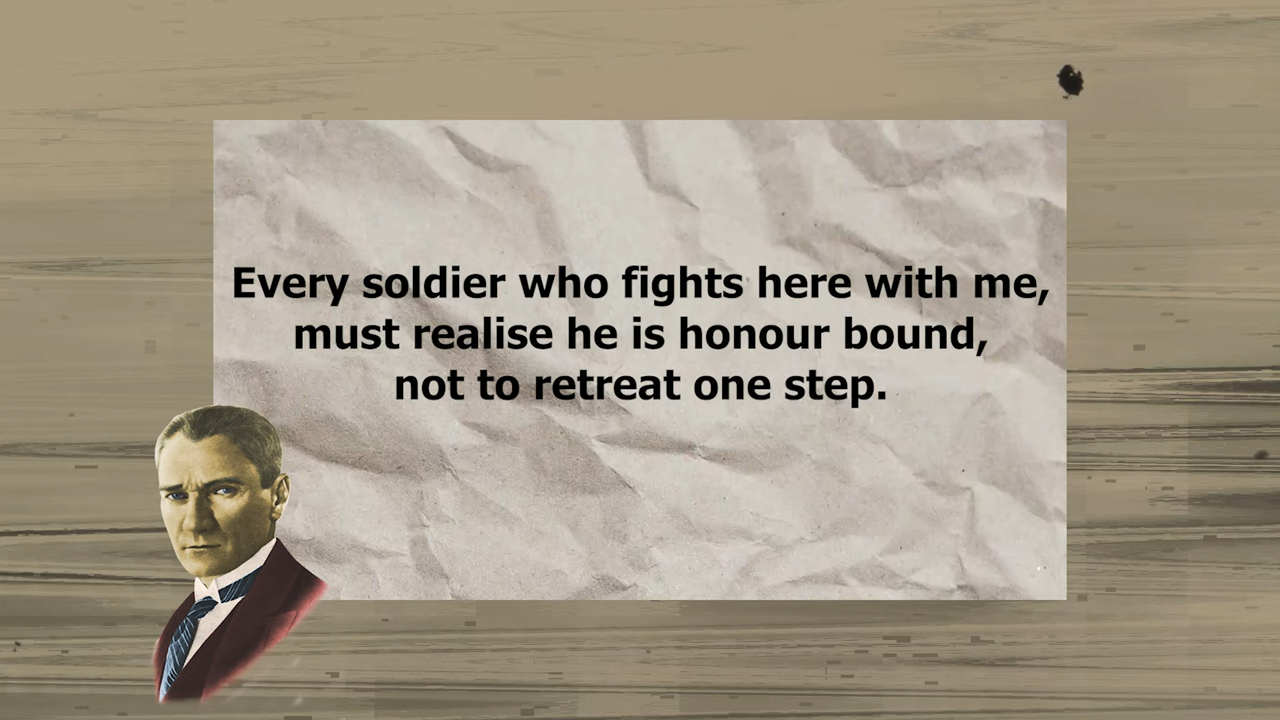 Every soldier who fights here with me,
must realise he is honour bound,
not to retreat one step.